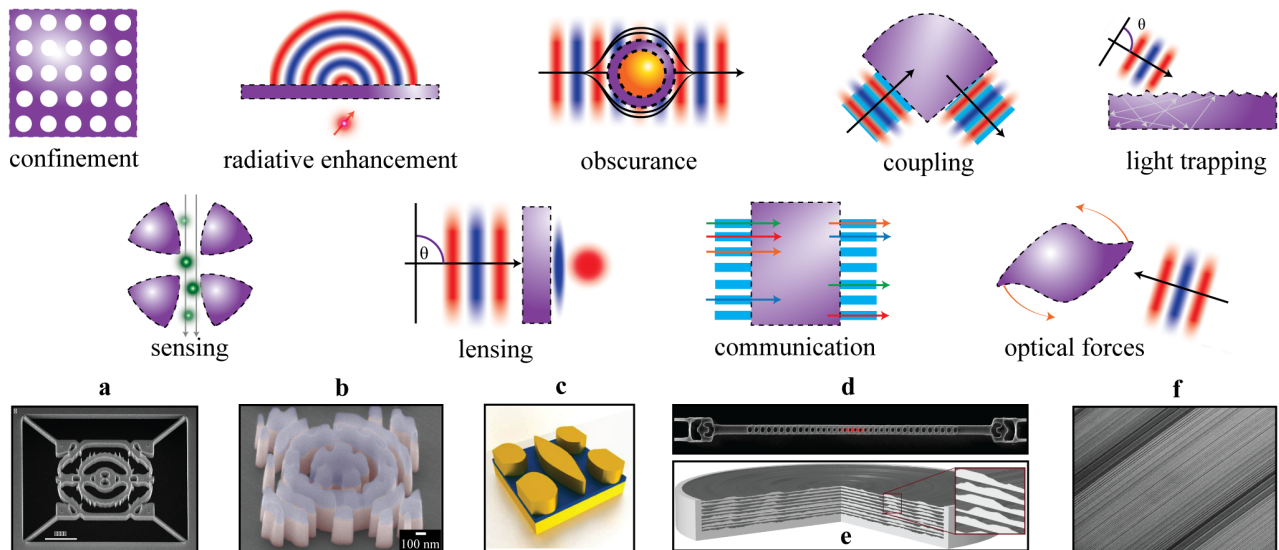 confinement
radiative enhancement
obscurance
coupling
θ
light trapping
sensing
θ
lensing
communication
optical forces
a
b
c
d
f
100 nm
e